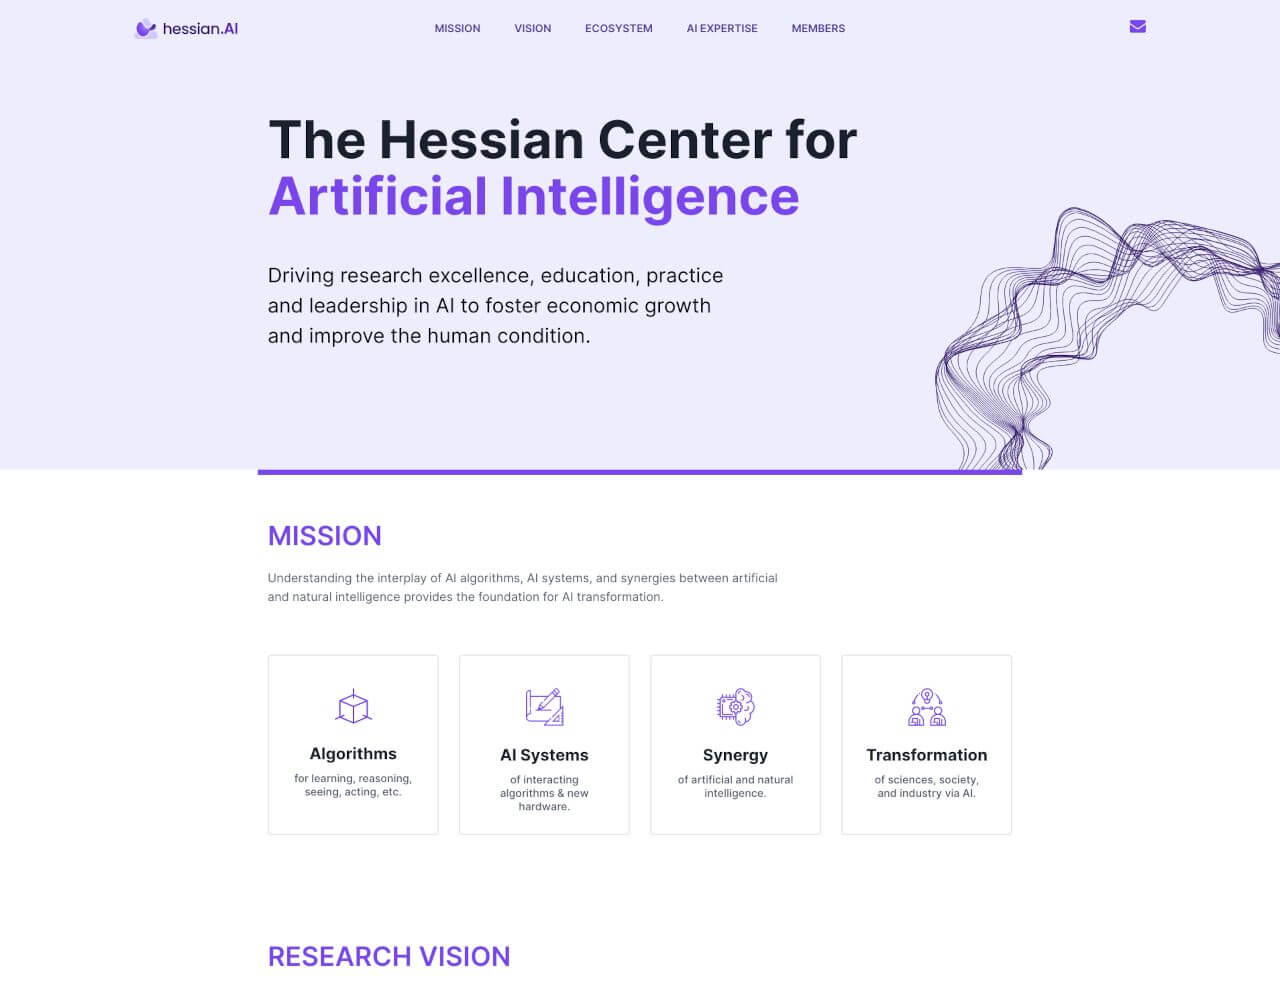 hessian.AI
MISSION VISION ECOSYSTEM AI EXPERTISE MEMBERS
The Hessian Center for
Artificial Intelligence
Driving research excellence, education, practice
and leadership in AI to foster economic growth
and improve the human condition.
MISSION
Understanding the interplay of AI algorithms, AI systems, and synergies between artificial
and natural intelligence provides the foundation for AI transformation.
Algorithms
for learning, reasoning,
seeing, acting, etc.
AI Systems
of interacting
algorithms & new
hardware.
Synergy
of artificial and natural
intelligence.
Transformation
of sciences, society,
and industry via AI.
RESEARCH VISION